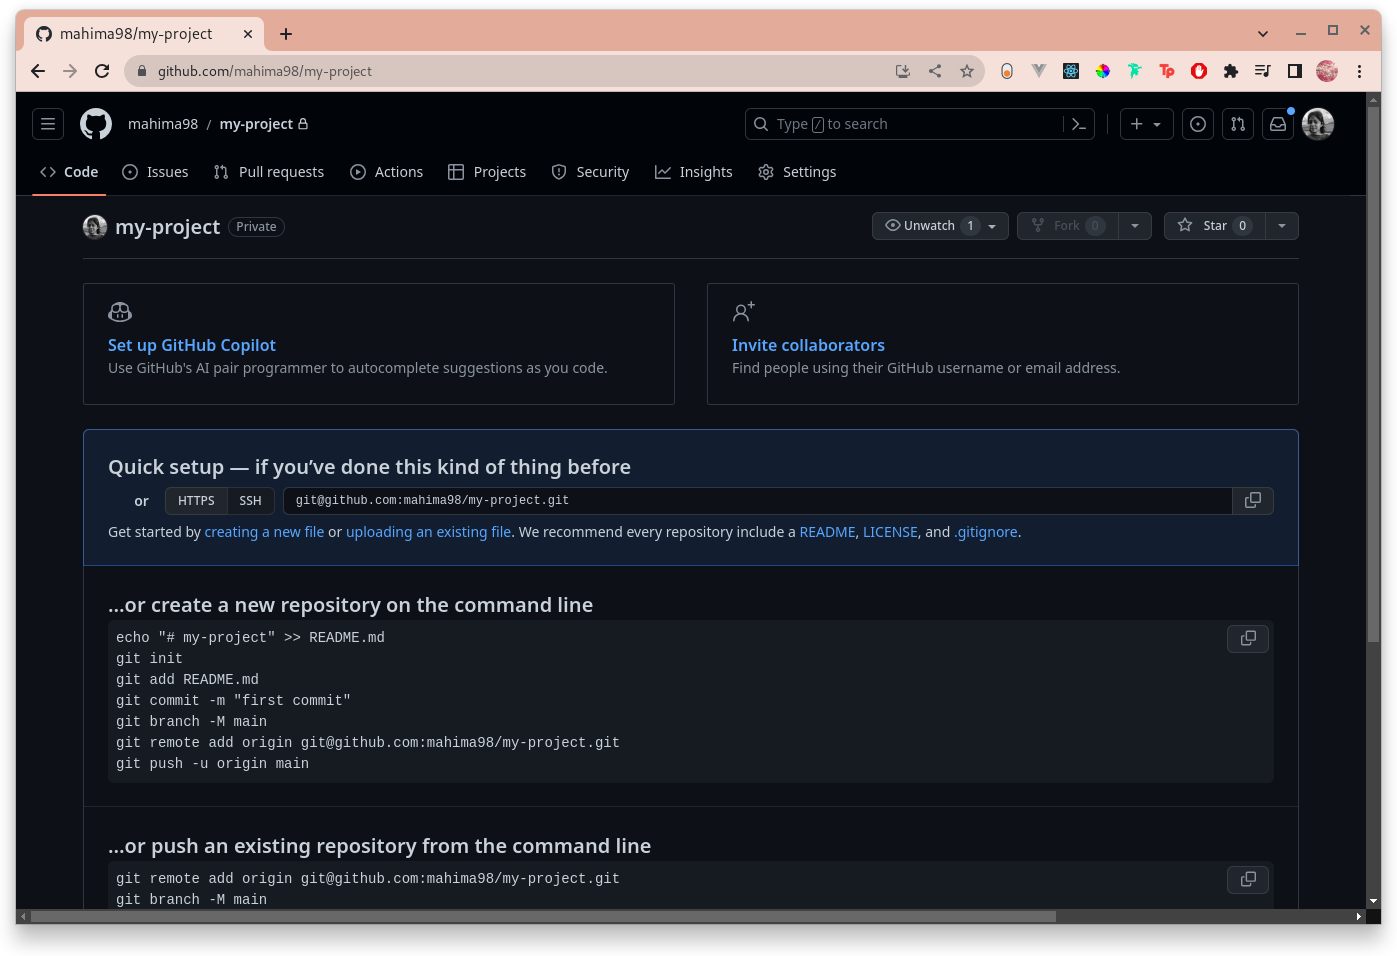 mahima98/my-project
github.com/mahima98/my-project
Tp
mahima98 / my-project
Type / to search
Code Issues Pull requests Actions Projects Insights Security Settings
my-project Private
Unwatch 1 Fork 0 Star 0
Set up GitHub Copilot
Use GitHub's AI pair programmer to autocomplete suggestions as you code.
Invite collaborators
Find people using their GitHub username or email address.
Quick setup — if you’ve done this kind of thing before
or HTTPS SSH git@github.com:mahima98/my-project.git
Get started by creating a new file or uploading an existing file. We recommend every repository include a README, LICENSE, and .gitignore.
…or create a new repository on the command line
echo "# my-project" >> README.md
git init
git add README.md
git commit -m "first commit"
git branch -M main
git remote add origin git@github.com:mahima98/my-project.git
git push -u origin main
…or push an existing repository from the command line
git remote add origin git@github.com:mahima98/my-project.git
git branch -M main